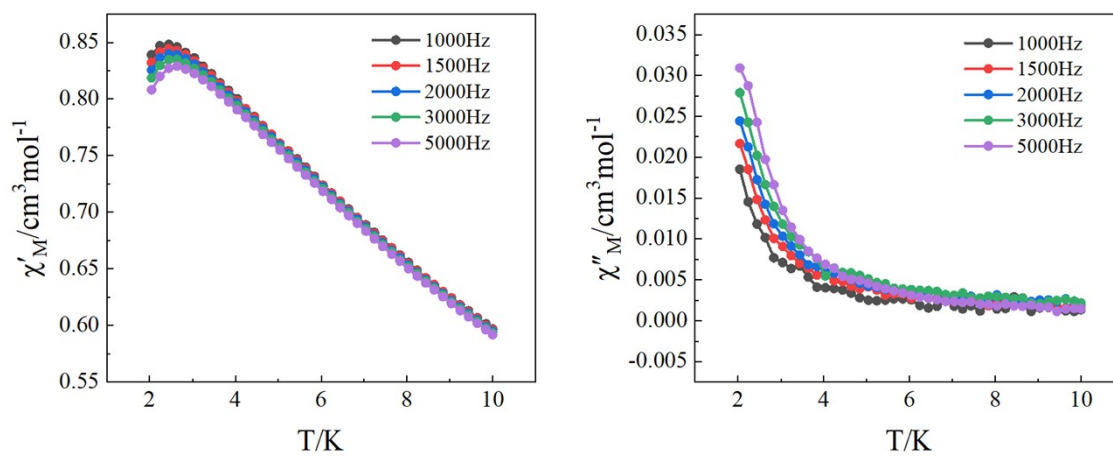 0.85
0.80
0.75
0.70
0.65
0.60
0.55
χ′M/cm³mol⁻¹
1000Hz
1500Hz
2000Hz
3000Hz
5000Hz
2 4 6 8 10
T/K
0.035
0.030
0.025
0.020
0.015
0.010
0.005
0.000
-0.005
χ″M/cm³mol⁻¹
1000Hz
1500Hz
2000Hz
3000Hz
5000Hz
2 4 6 8 10
T/K